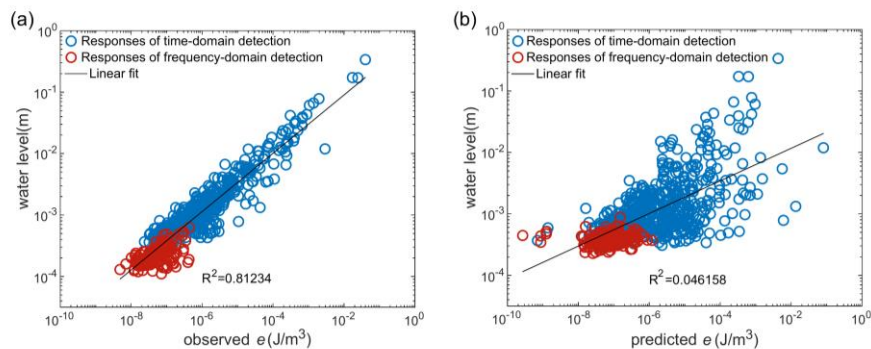 (a)
10^0
10^-1
10^-2
10^-3
10^-4
water level(m)
Responses of time-domain detection
Responses of frequency-domain detection
Linear fit
R^2=0.81234
10^-10 10^-8 10^-6 10^-4 10^-2 10^0
observed e (J/m^3)
(b)
10^0
10^-1
10^-2
10^-3
10^-4
water level(m)
Responses of time-domain detection
Responses of frequency-domain detection
Linear fit
R^2=0.046158
10^-10 10^-8 10^-6 10^-4 10^-2 10^0
predicted e (J/m^3)